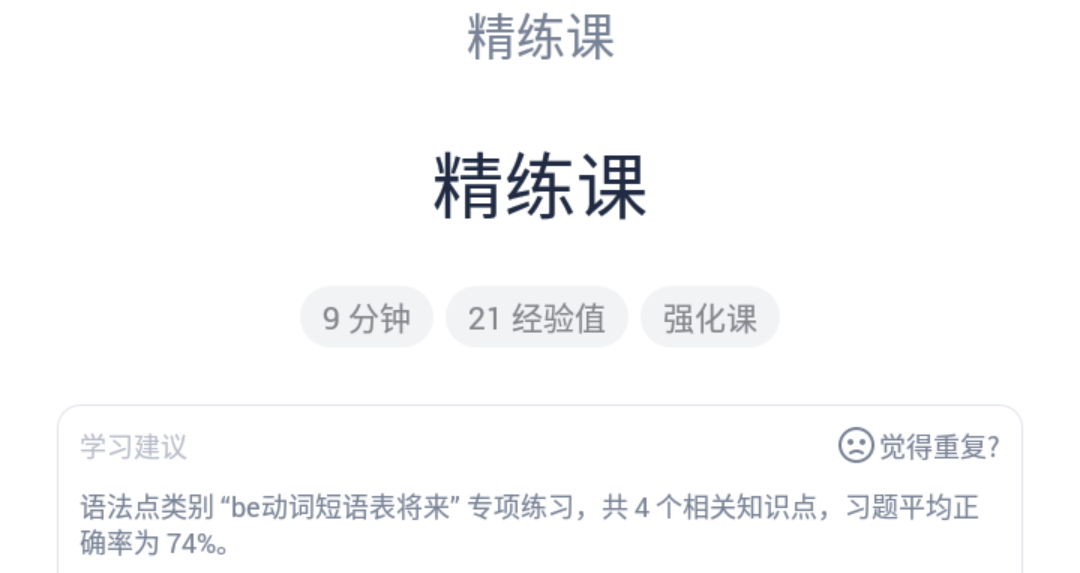 精练课
精练课
9 分钟
21 经验值
强化课
学习建议
觉得重复?
语法点类别 “be动词短语表将来” 专项练习，共 4 个相关知识点，习题平均正
确率为 74%。